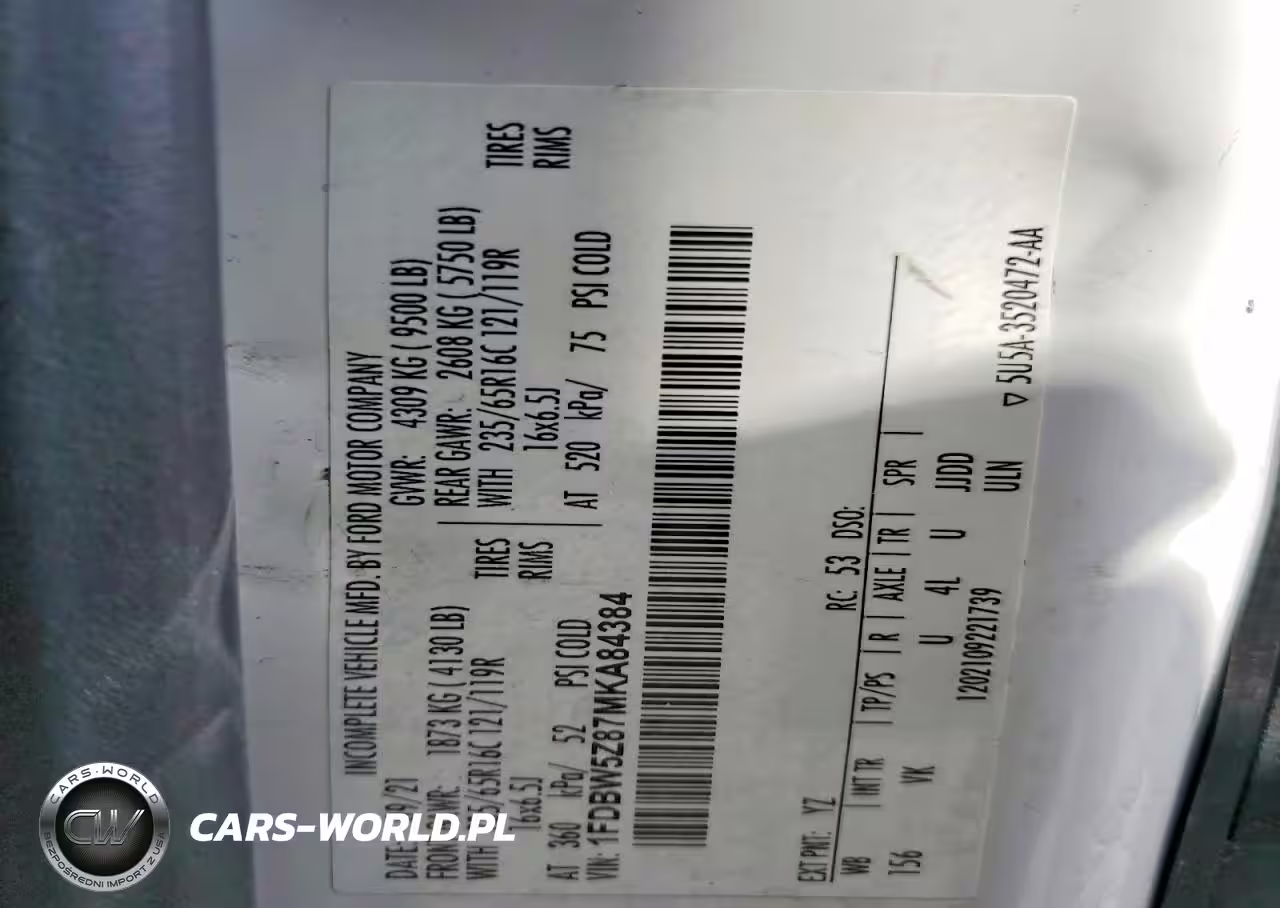 INCOMPLETE VEHICLE MFD. BY FORD MOTOR COMPANY
DATE: 09/21 GVWR: 4309 KG ( 9500 LB)
FRONT GAWR: 1873 KG ( 4130 LB) REAR GAWR: 2608 KG ( 5750 LB)
WITH 235/65R16C 121/119R TIRES WITH 235/65R16C 121/119R TIRES
16x6.5J RIMS 16x6.5J RIMS
AT 360 kPa/ 52 PSI COLD AT 520 kPa/ 75 PSI COLD
VIN: 1FDBW5Z87MKA84384
EXT PNT: YZ RC: 53 DSO:
WB INT TR TP/PS R AXLE TR SPR
156 VK U 4L U JJDD
1202109221739 ULN
▽ 5U5A-3520472-AA
CARS-WORLD
CW
BEZPOŚREDNI IMPORT Z USA
CARS-WORLD.PL